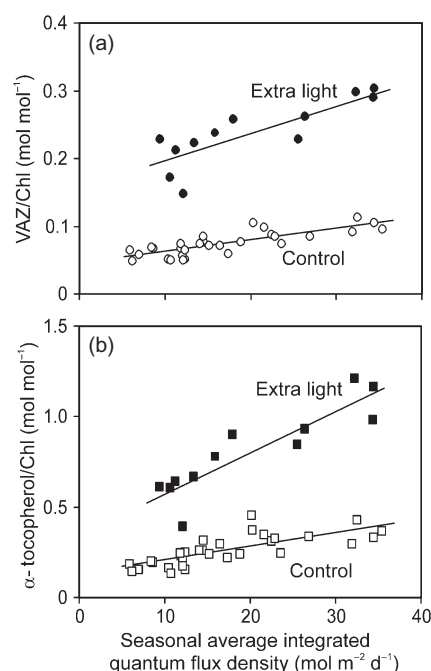 (a)
0.4
0.3
0.2
0.1
0
VAZ/Chl (mol mol⁻¹)
Extra light
Control
(b)
1.5
1.0
0.5
0.0
α-tocopherol/Chl (mol mol⁻¹)
Extra light
Control
0 10 20 30 40
Seasonal average integrated
quantum flux density (mol m⁻² d⁻¹)